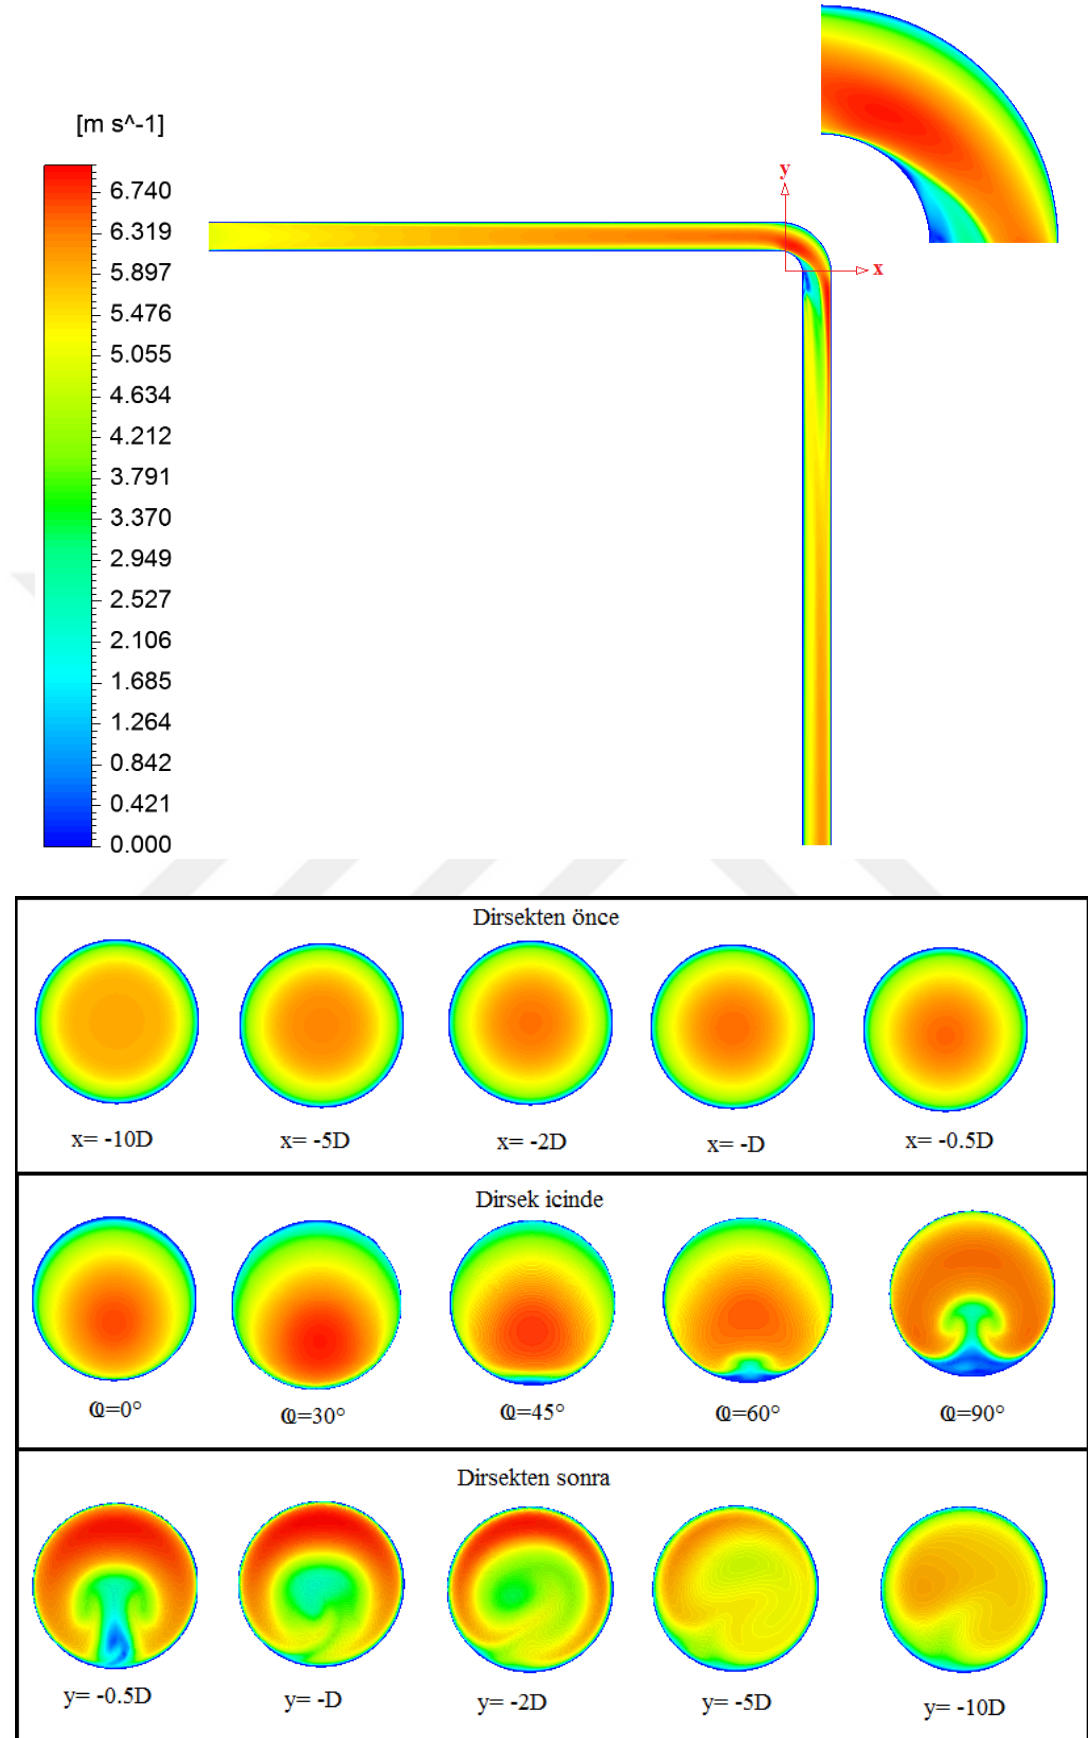 [m s^-1]
6.740
6.319
5.897
5.476
5.055
4.634
4.212
3.791
3.370
2.949
2.527
2.106
1.685
1.264
0.842
0.421
0.000
y
x
Dirsekten önce
x= -10D x= -5D x= -2D x= -D x= -0.5D
Dirsek icinde
φ=0° φ=30° φ=45° φ=60° φ=90°
Dirsekten sonra
y= -0.5D y= -D y= -2D y= -5D y= -10D